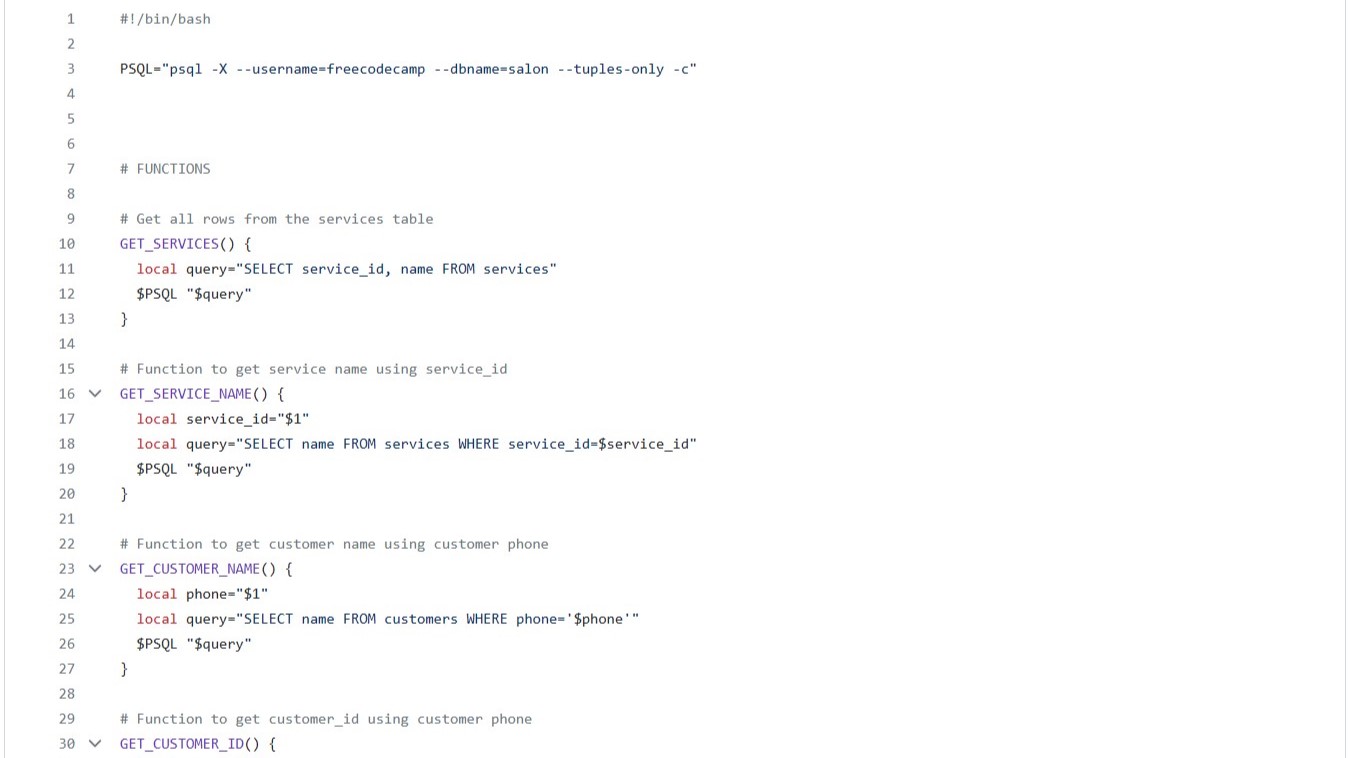 1 #!/bin/bash
2
3 PSQL="psql -X --username=freecodecamp --dbname=salon --tuples-only -c"
4
5
6
7 # FUNCTIONS
8
9 # Get all rows from the services table
10 GET_SERVICES() {
11 local query="SELECT service_id, name FROM services"
12 $PSQL "$query"
13 }
14
15 # Function to get service name using service_id
16 GET_SERVICE_NAME() {
17 local service_id="$1"
18 local query="SELECT name FROM services WHERE service_id=$service_id"
19 $PSQL "$query"
20 }
21
22 # Function to get customer name using customer phone
23 GET_CUSTOMER_NAME() {
24 local phone="$1"
25 local query="SELECT name FROM customers WHERE phone='$phone'"
26 $PSQL "$query"
27 }
28
29 # Function to get customer_id using customer phone
30 GET_CUSTOMER_ID() {